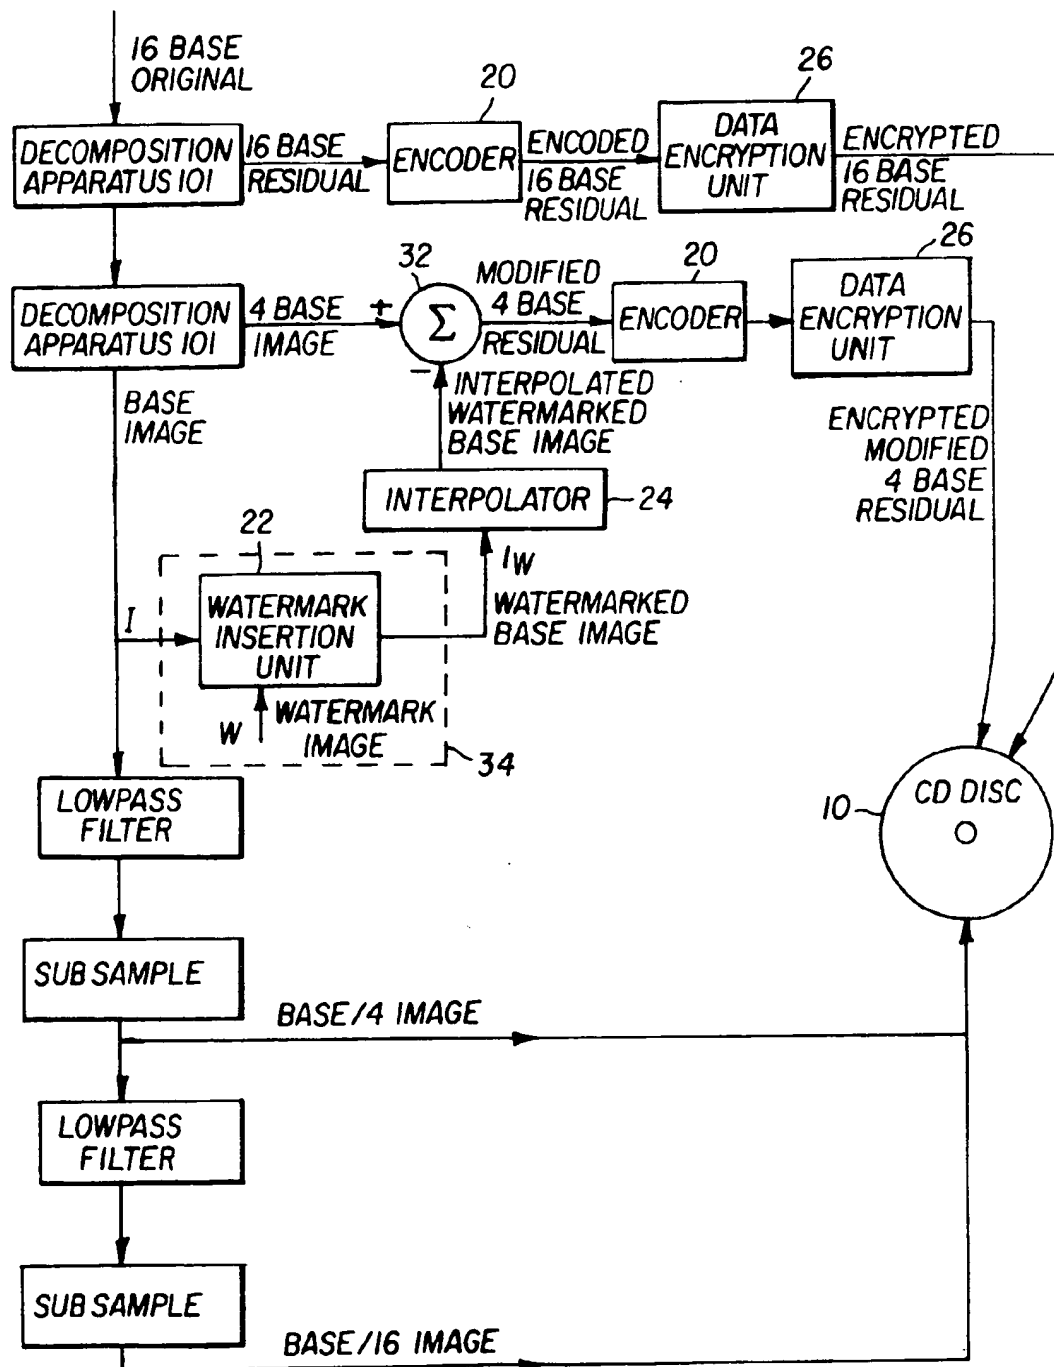 16 BASE
ORIGINAL
DECOMPOSITION
APPARATUS 101
16 BASE
RESIDUAL
20
ENCODER
ENCODED
16 BASE
RESIDUAL
26
DATA
ENCRYPTION
UNIT
ENCRYPTED
16 BASE
RESIDUAL
DECOMPOSITION
APPARATUS 101
4 BASE
IMAGE
32
+
Σ
-
MODIFIED
4 BASE
RESIDUAL
20
ENCODER
26
DATA
ENCRYPTION
UNIT
BASE
IMAGE
INTERPOLATED
WATERMARKED
BASE IMAGE
ENCRYPTED
MODIFIED
4 BASE
RESIDUAL
INTERPOLATOR
24
22
I
WATERMARK
INSERTION
UNIT
IW
WATERMARKED
BASE IMAGE
W
WATERMARK
IMAGE
34
LOWPASS
FILTER
10
CD DISC
SUB SAMPLE
BASE/4 IMAGE
LOWPASS
FILTER
SUB SAMPLE
BASE/16 IMAGE